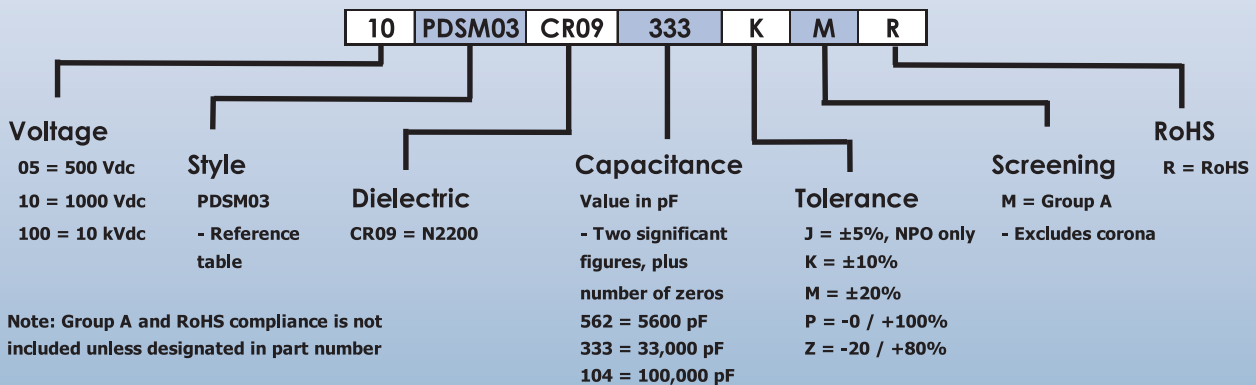 10 PDSM03 CR09 333 K M R
Voltage
05 = 500 Vdc
10 = 1000 Vdc
100 = 10 kVdc
Style
PDSM03
- Reference
table
Dielectric
CR09 = N2200
Capacitance
Value in pF
- Two significant
figures, plus
number of zeros
562 = 5600 pF
333 = 33,000 pF
104 = 100,000 pF
Tolerance
J = ±5%, NPO only
K = ±10%
M = ±20%
P = -0 / +100%
Z = -20 / +80%
Screening
M = Group A
- Excludes corona
RoHS
R = RoHS
Note: Group A and RoHS compliance is not
included unless designated in part number